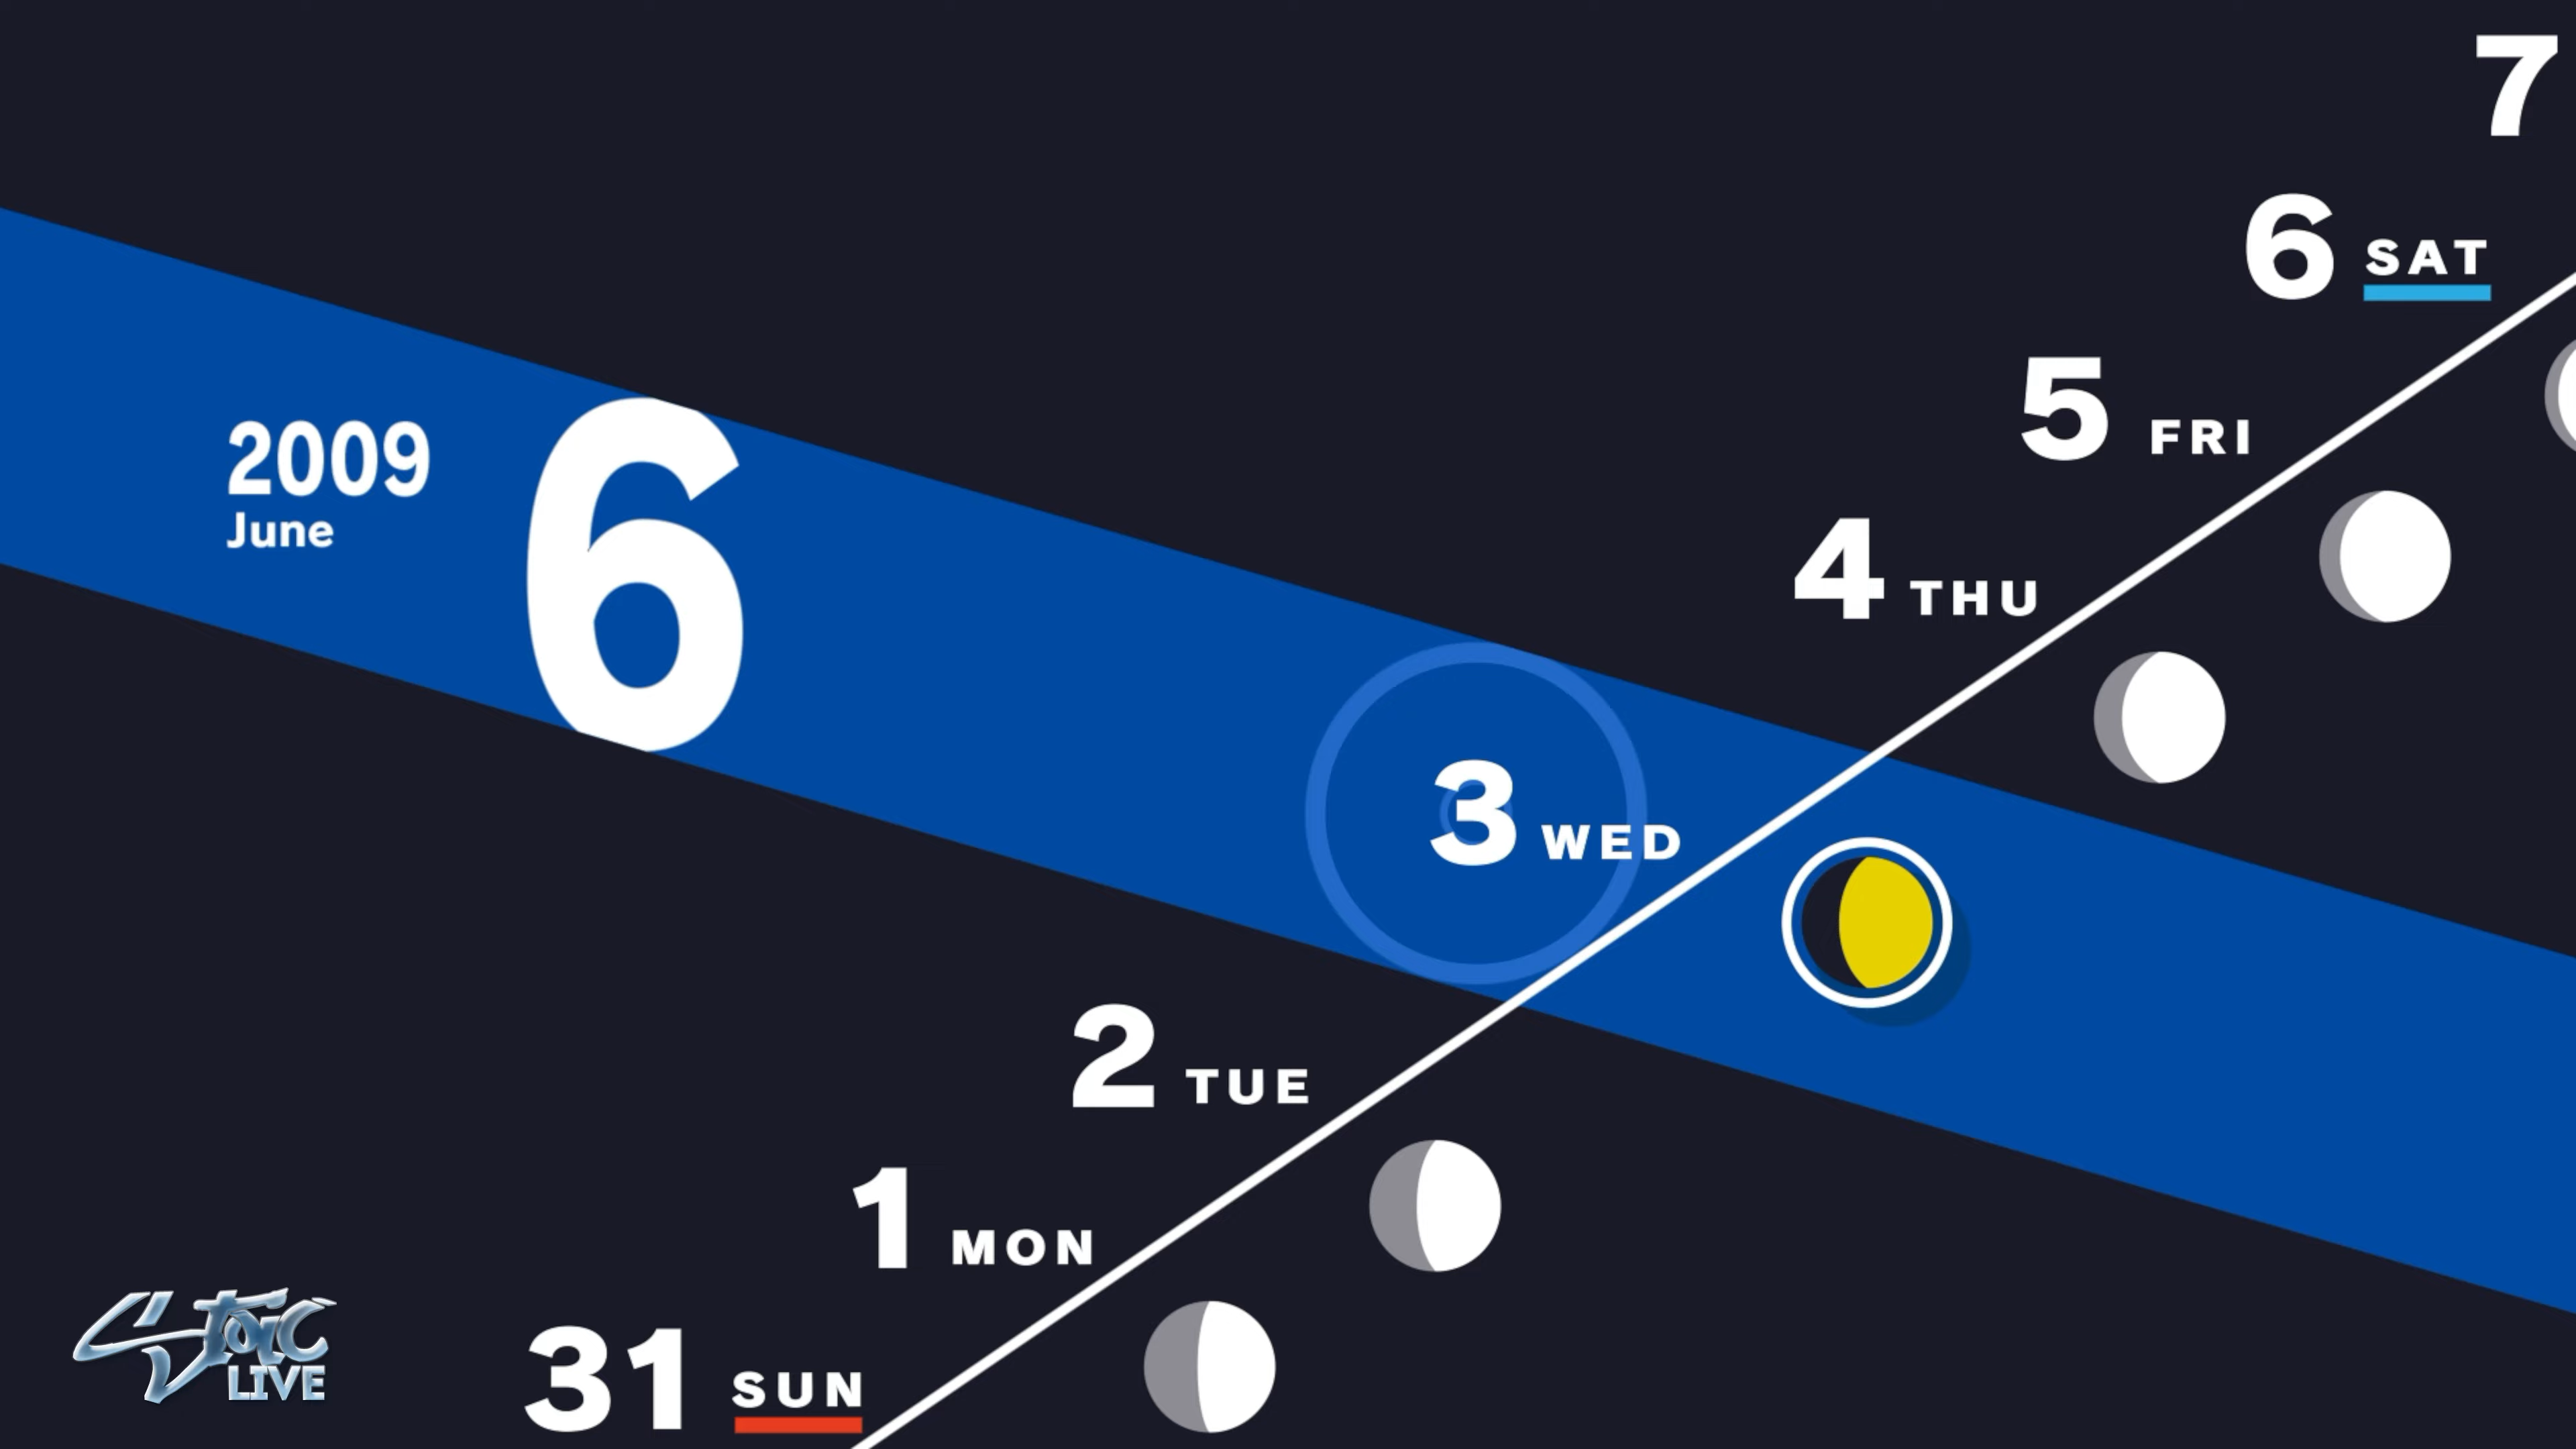 2009
June
6
7
6 SAT
5 FRI
4 THU
3 WED
2 TUE
1 MON
31 SUN
Stoic
LIVE